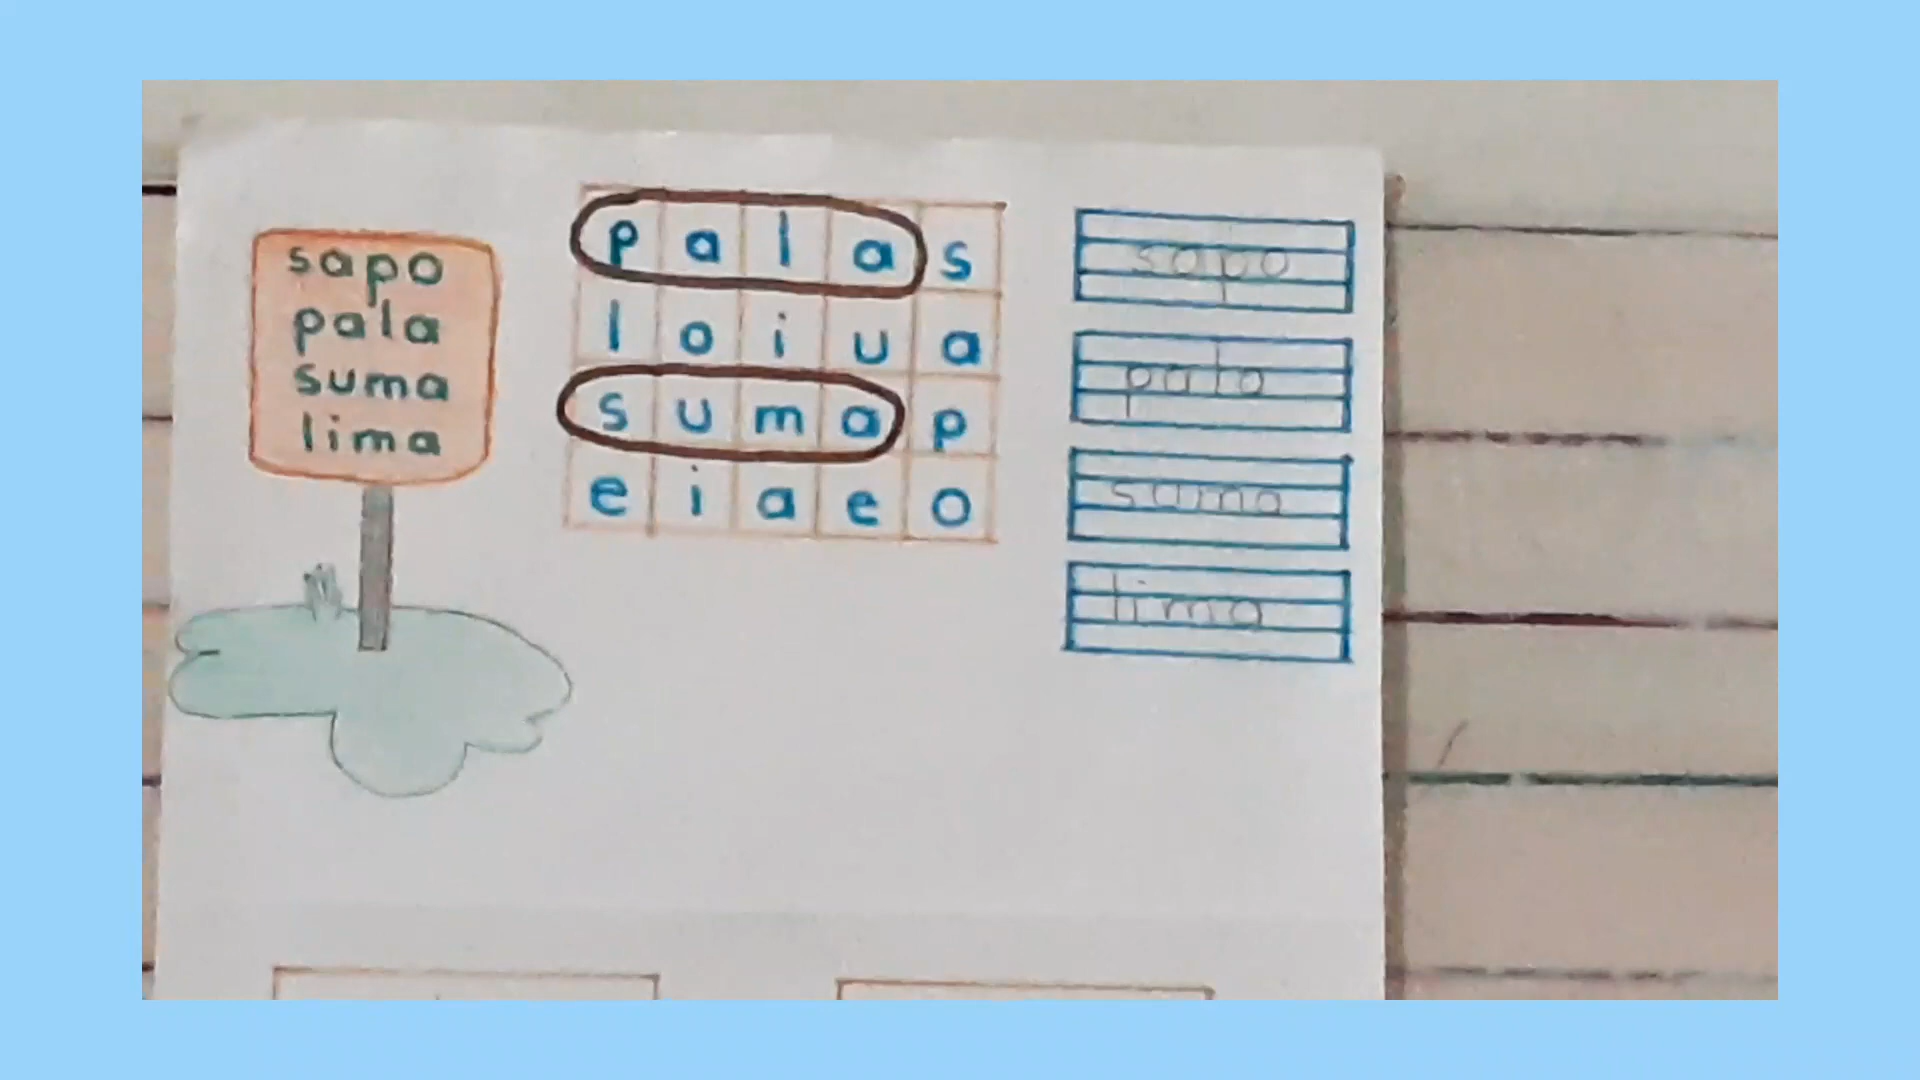 sapo
pala
suma
lima
p a l a s
l o i u a
s u m a p
e i a e o
sapo
pala
suma
lima